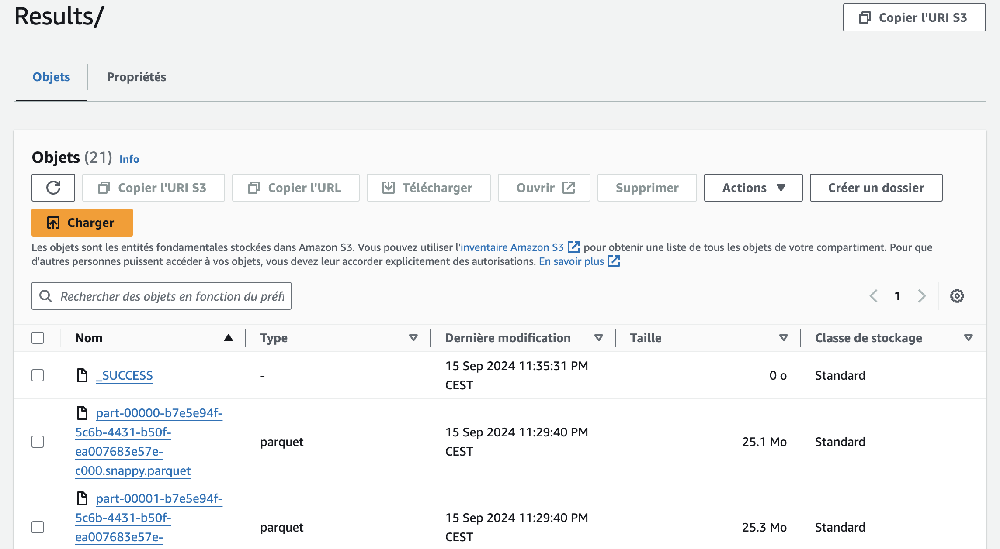 Results/
Copier l'URI S3
Objets
Propriétés
Objets (21) Info
Copier l'URI S3
Copier l'URL
Télécharger
Ouvrir
Supprimer
Actions
Créer un dossier
Charger
Les objets sont les entités fondamentales stockées dans Amazon S3. Vous pouvez utiliser l'inventaire Amazon S3 pour obtenir une liste de tous les objets de votre compartiment. Pour que
d'autres personnes puissent accéder à vos objets, vous devez leur accorder explicitement des autorisations. En savoir plus
Rechercher des objets en fonction du préfi
1
Nom
Type
Dernière modification
Taille
Classe de stockage
_SUCCESS
-
15 Sep 2024 11:35:31 PM
CEST
0 o
Standard
part-00000-b7e5e94f-
5c6b-4431-b50f-
ea007683e57e-
c000.snappy.parquet
parquet
15 Sep 2024 11:29:40 PM
CEST
25.1 Mo
Standard
part-00001-b7e5e94f-
5c6b-4431-b50f-
ea007683e57e-
parquet
15 Sep 2024 11:29:40 PM
CEST
25.3 Mo
Standard